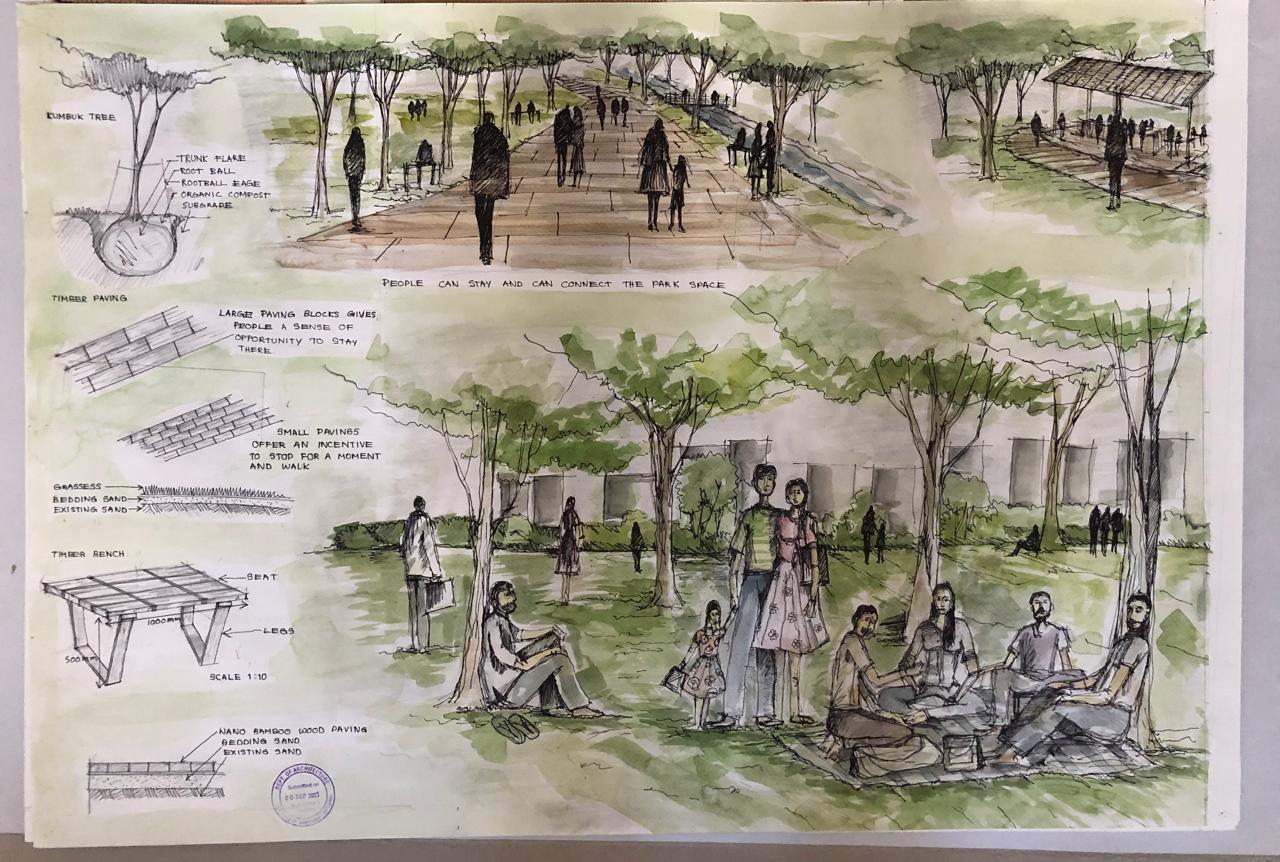 KUMBUK TREE
TRUNK FLARE
ROOT BALL
ROOTBALL EAGE
ORGANIC COMPOST
SUBGRADE
PEOPLE CAN STAY AND CAN CONNECT THE PARK SPACE
TIMBER PAVING
LARGE PAVING BLOCKS GIVES
PEOPLE A SENSE OF
OPPORTUNITY TO STAY
THERE.
SMALL PAVINGS
OFFER AN INCENTIVE
TO STOP FOR A MOMENT
AND WALK
GRASSESS
BEDDING SAND
EXISTING SAND
TIMBER BENCH
SEAT
1000MM
LEGS
500MM
SCALE 1:10
NANO BAMBOO WOOD PAVING
BEDDING SAND
EXISTING SAND
DEPT. OF ARCHITECTURE
Submitted on
SEP 2023